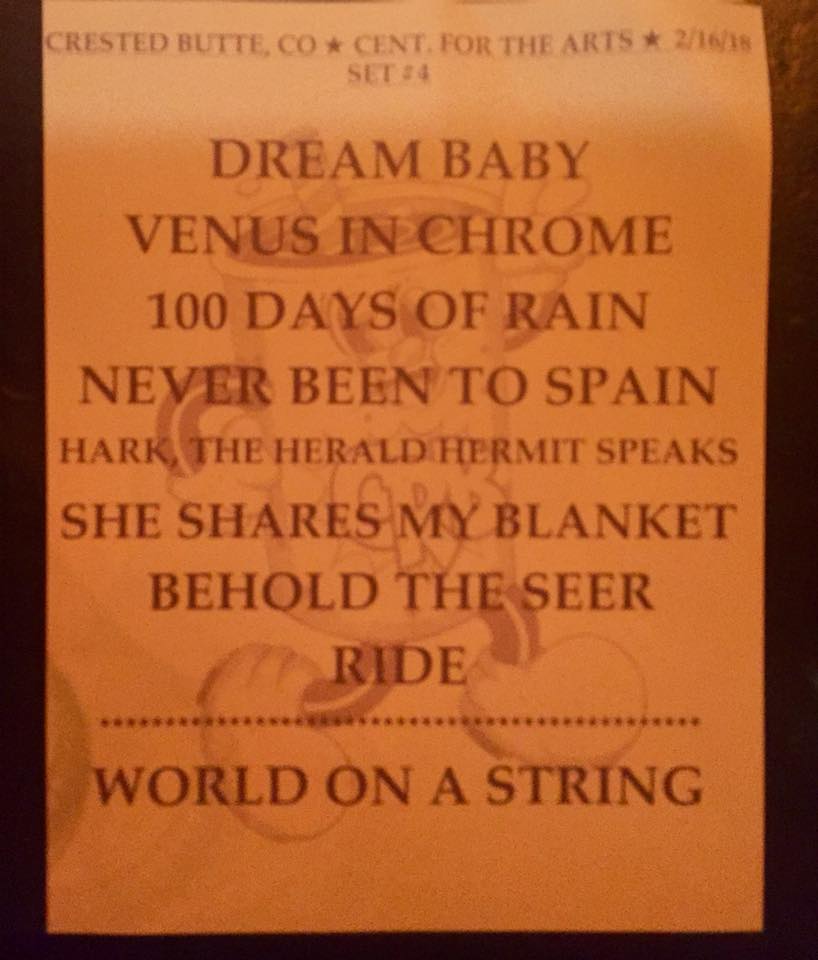 CRESTED BUTTE, CO ★ CENT. FOR THE ARTS ★ 2/16/18
SET #4
DREAM BABY
VENUS IN CHROME
100 DAYS OF RAIN
NEVER BEEN TO SPAIN
HARK, THE HERALD HERMIT SPEAKS
SHE SHARES MY BLANKET
BEHOLD THE SEER
RIDE
WORLD ON A STRING
CRB